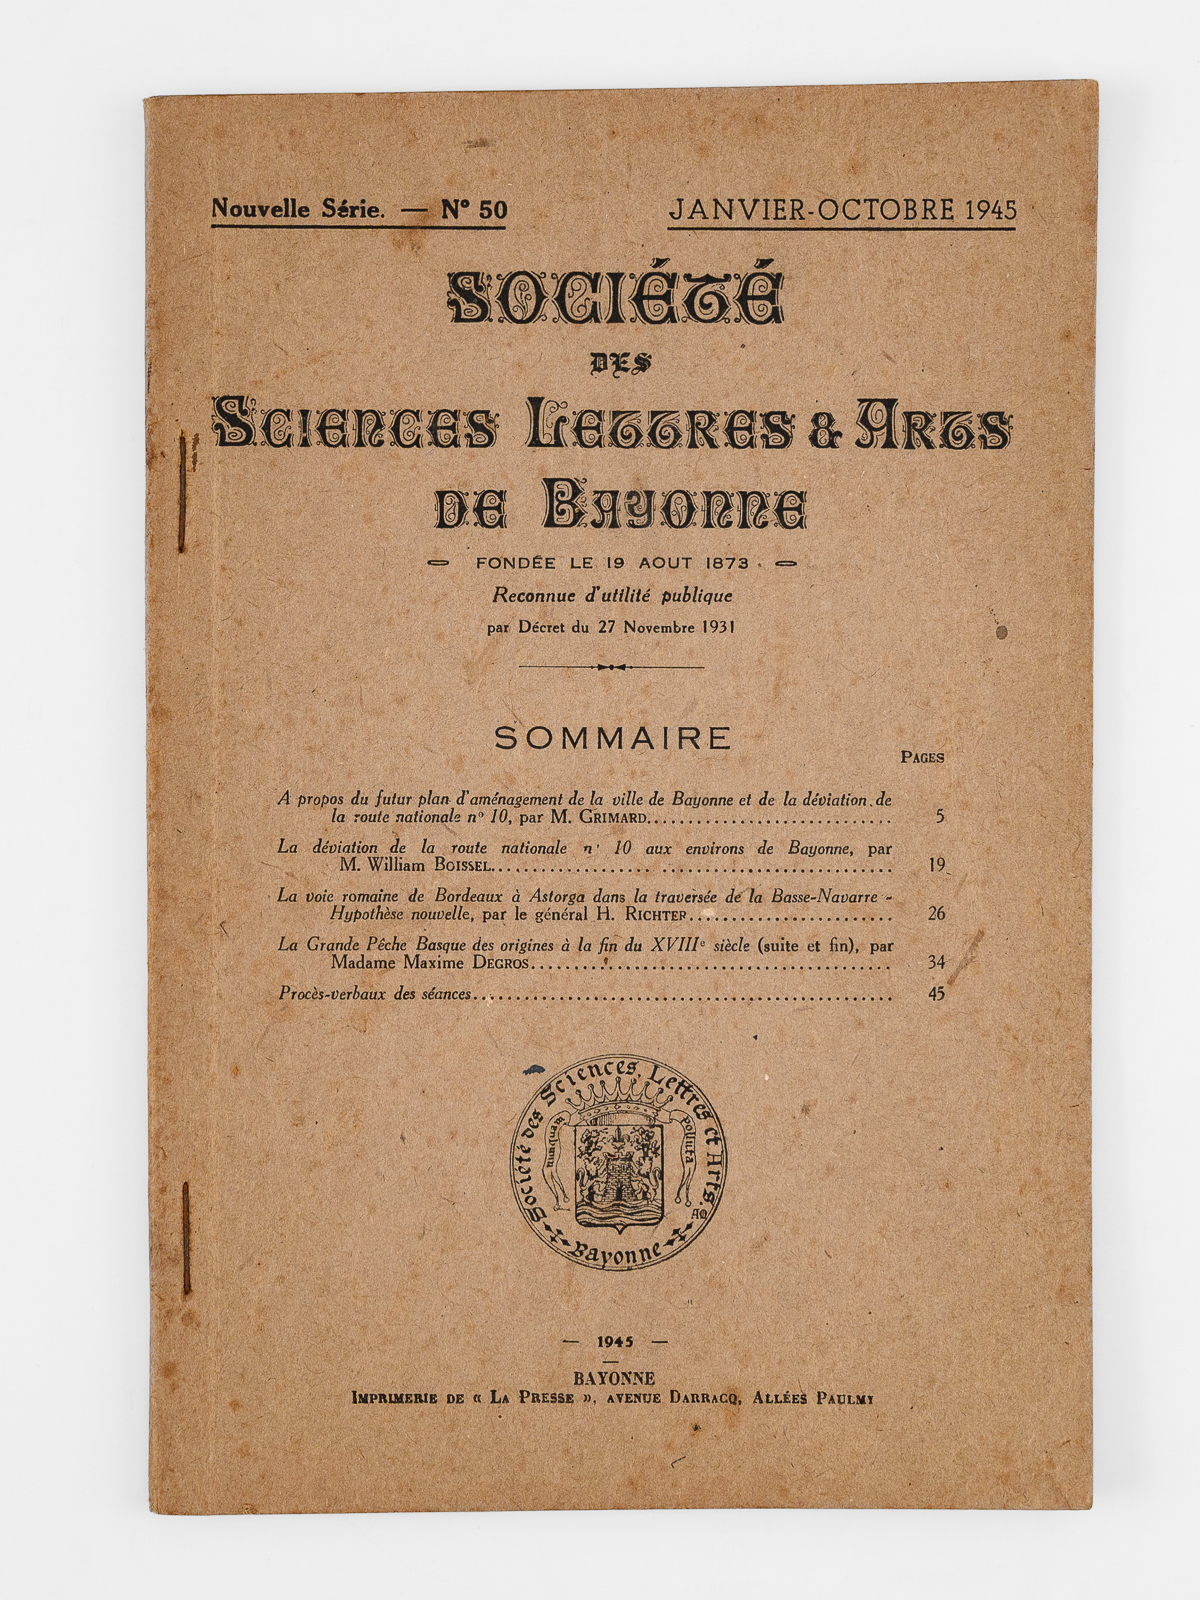 Nouvelle Série. — N° 50
JANVIER-OCTOBRE 1945
SOCIÉTÉ
DES
SCIENCES LETTRES & ARTS
DE BAYONNE
FONDÉE LE 19 AOUT 1873
Reconnue d'utilité publique
par Décret du 27 Novembre 1931
SOMMAIRE
PAGES
A propos du futur plan d'aménagement de la ville de Bayonne et de la déviation de
la route nationale n° 10, par M. GRIMARD............................ 5
La déviation de la route nationale n° 10 aux environs de Bayonne, par
M. William BOISSEL............................................ 19
La voie romaine de Bordeaux à Astorga dans la traversée de la Basse-Navarre -
Hypothèse nouvelle, par le général H. RICHTER........................ 26
La Grande Pêche Basque des origines à la fin du XVIIIe siècle (suite et fin), par
Madame Maxime DEGROS.......................................... 34
Procès-verbaux des séances................................................ 45
Société des Sciences, Lettres et Arts.
nunquam
Polluta
AQ
Bayonne
— 1945 —
BAYONNE
IMPRIMERIE DE « LA PRESSE », AVENUE DARRACQ, ALLÉES PAULMY